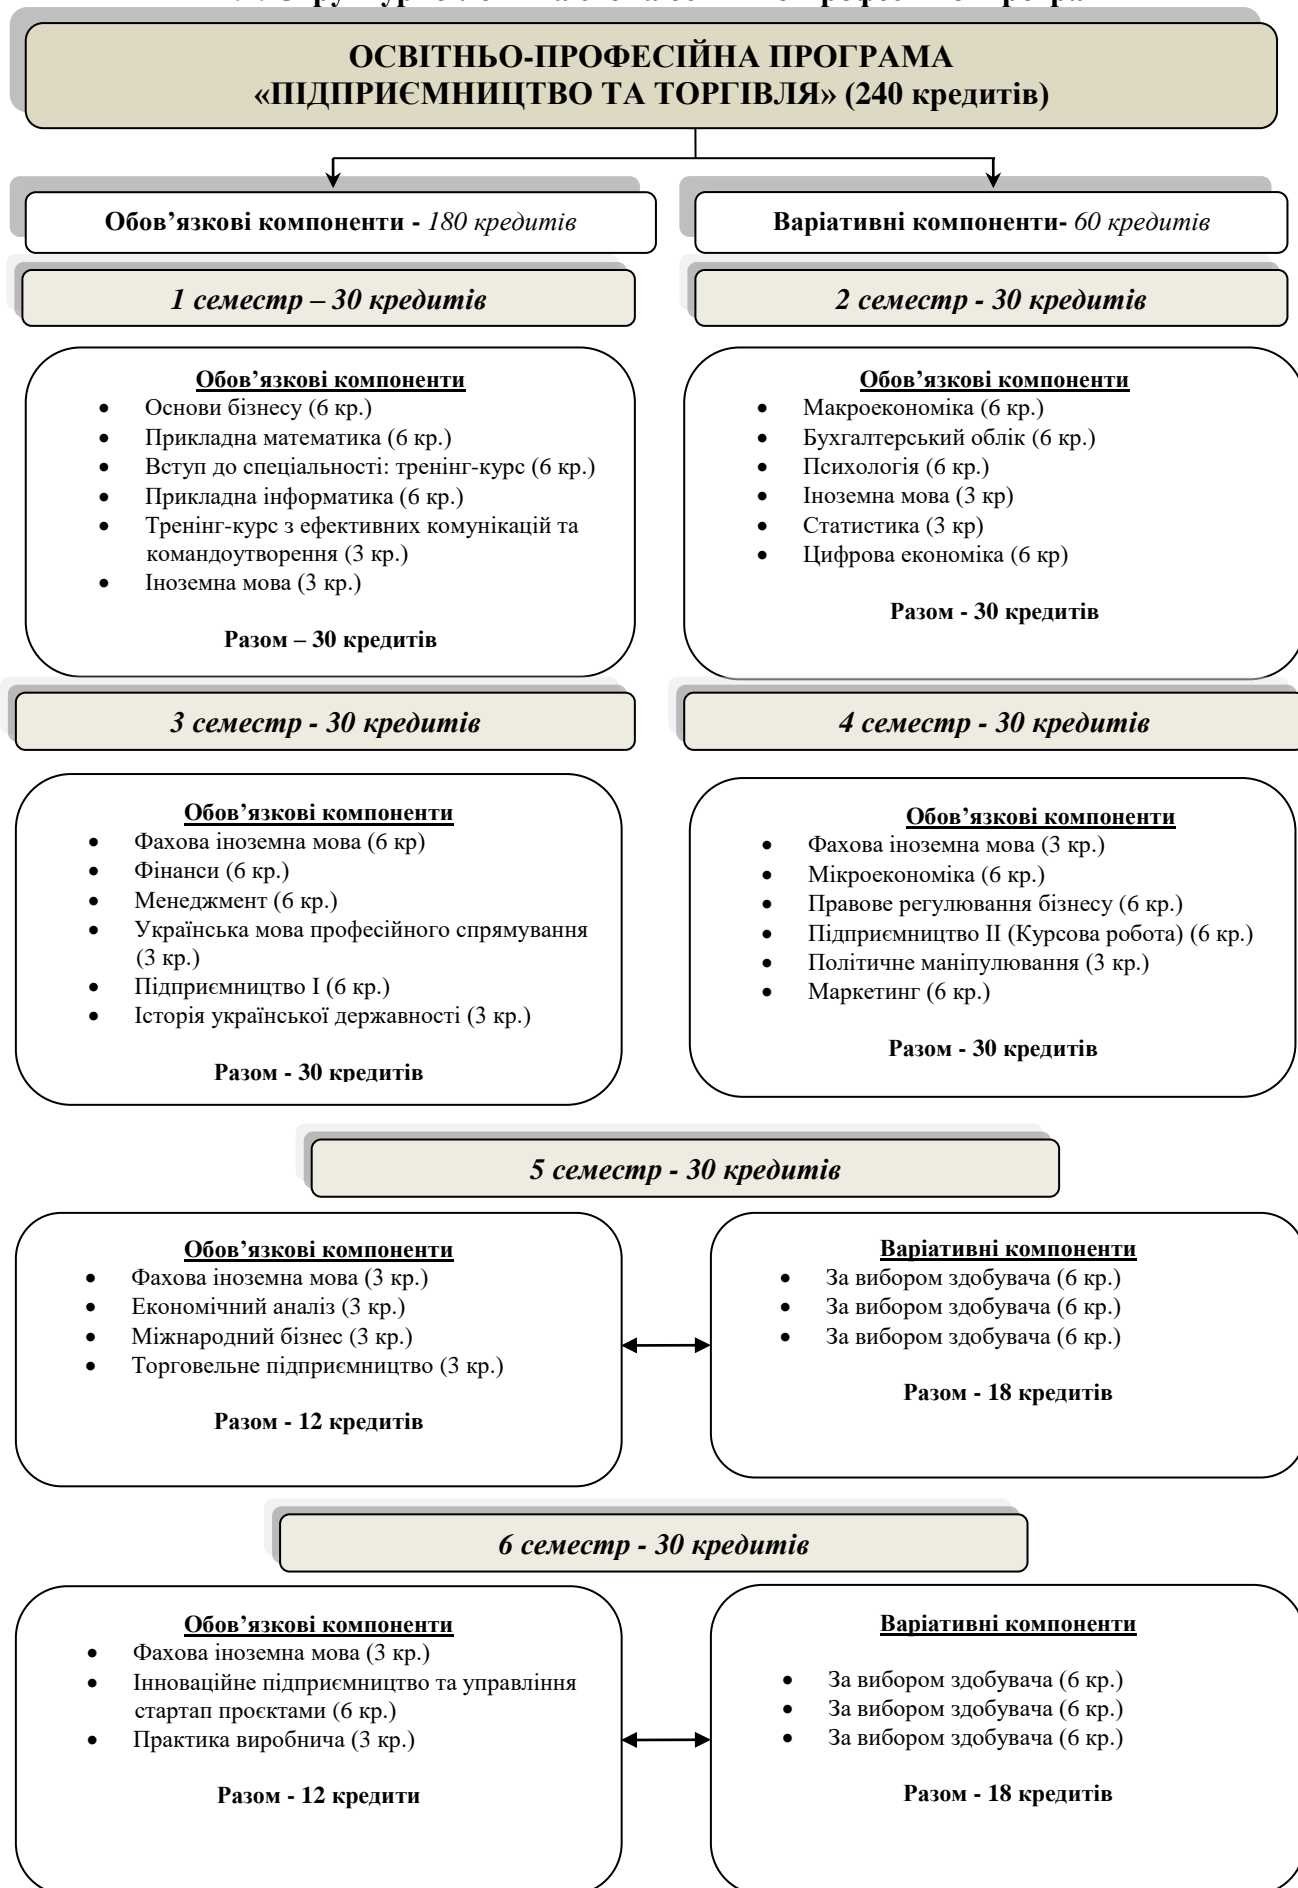 ОСВІТНЬО-ПРОФЕСІЙНА ПРОГРАМА
«ПІДПРИЄМНИЦТВО ТА ТОРГІВЛЯ» (240 кредитів)
Обов’язкові компоненти - 180 кредитів
Варіативні компоненти- 60 кредитів
1 семестр – 30 кредитів
2 семестр - 30 кредитів
Обов’язкові компоненти
• Основи бізнесу (6 кр.)
• Прикладна математика (6 кр.)
• Вступ до спеціальності: тренінг-курс (6 кр.)
• Прикладна інформатика (6 кр.)
• Тренінг-курс з ефективних комунікацій та
командоутворення (3 кр.)
• Іноземна мова (3 кр.)
Разом – 30 кредитів
Обов’язкові компоненти
• Макроекономіка (6 кр.)
• Бухгалтерський облік (6 кр.)
• Психологія (6 кр.)
• Іноземна мова (3 кр)
• Статистика (3 кр)
• Цифрова економіка (6 кр)
Разом - 30 кредитів
3 семестр - 30 кредитів
4 семестр - 30 кредитів
Обов’язкові компоненти
• Фахова іноземна мова (6 кр)
• Фінанси (6 кр.)
• Менеджмент (6 кр.)
• Українська мова професійного спрямування
(3 кр.)
• Підприємництво І (6 кр.)
• Історія української державності (3 кр.)
Разом - 30 кредитів
Обов’язкові компоненти
• Фахова іноземна мова (3 кр.)
• Мікроекономіка (6 кр.)
• Правове регулювання бізнесу (6 кр.)
• Підприємництво ІІ (Курсова робота) (6 кр.)
• Політичне маніпулювання (3 кр.)
• Маркетинг (6 кр.)
Разом - 30 кредитів
5 семестр - 30 кредитів
Обов’язкові компоненти
• Фахова іноземна мова (3 кр.)
• Економічний аналіз (3 кр.)
• Міжнародний бізнес (3 кр.)
• Торговельне підприємництво (3 кр.)
Разом - 12 кредитів
Варіативні компоненти
• За вибором здобувача (6 кр.)
• За вибором здобувача (6 кр.)
• За вибором здобувача (6 кр.)
Разом - 18 кредитів
6 семестр - 30 кредитів
Обов’язкові компоненти
• Фахова іноземна мова (3 кр.)
• Інноваційне підприємництво та управління
стартап проєктами (6 кр.)
• Практика виробнича (3 кр.)
Разом - 12 кредити
Варіативні компоненти
• За вибором здобувача (6 кр.)
• За вибором здобувача (6 кр.)
• За вибором здобувача (6 кр.)
Разом - 18 кредитів